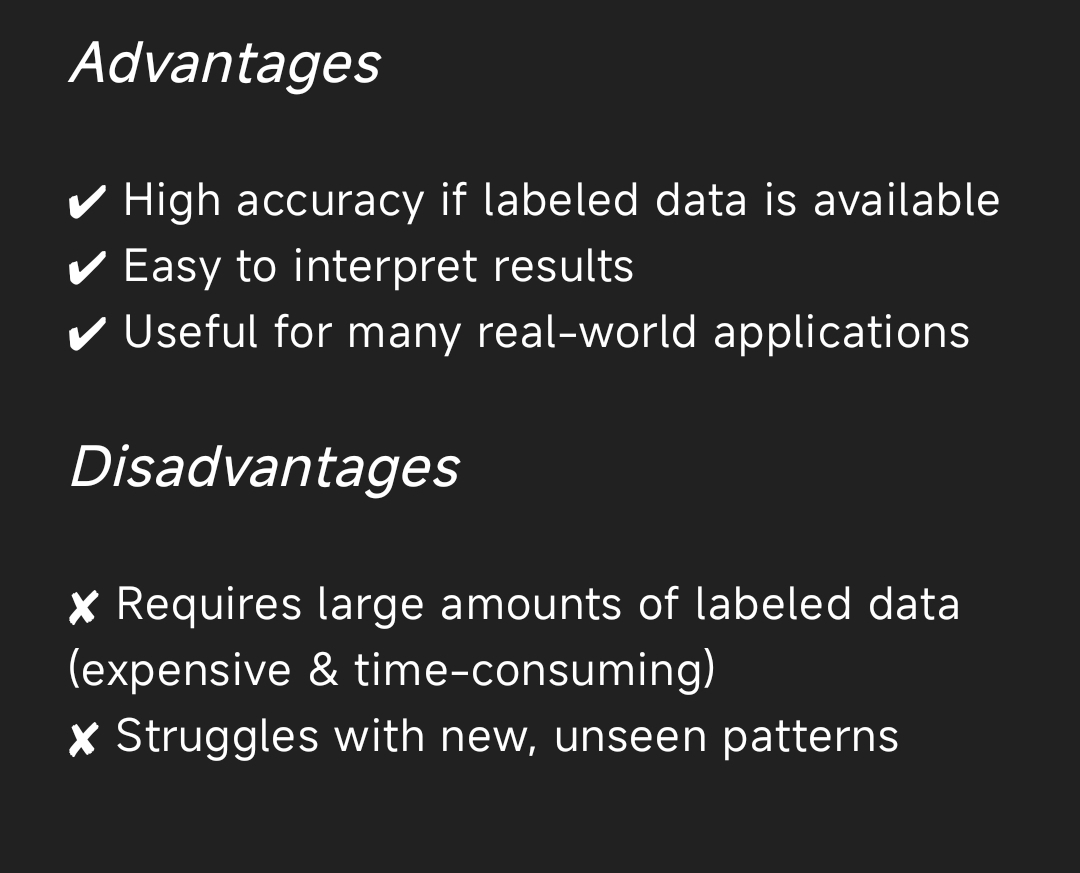 Advantages
✔ High accuracy if labeled data is available
✔ Easy to interpret results
✔ Useful for many real-world applications
Disadvantages
✘ Requires large amounts of labeled data
(expensive & time-consuming)
✘ Struggles with new, unseen patterns